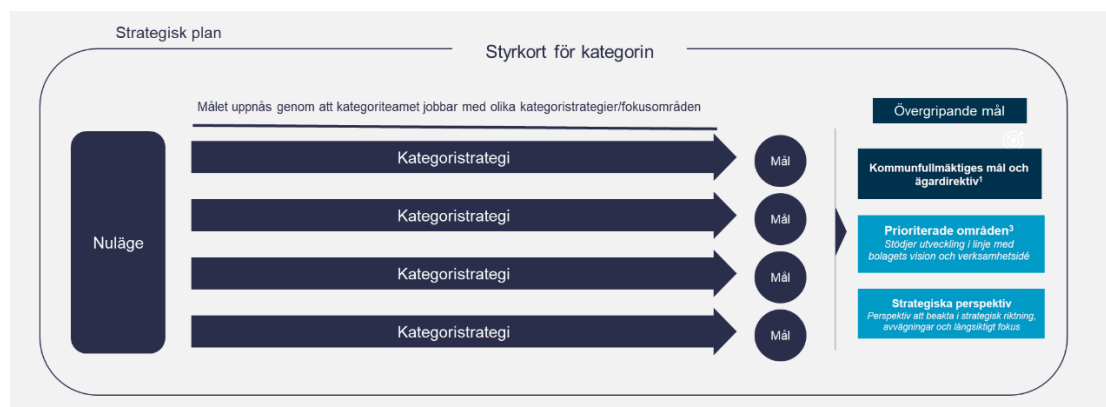 Strategisk plan
Styrkort för kategorin
Målet uppnås genom att kategoriteamet jobbar med olika kategoristrategier/fokusområden
Övergripande mål
Nuläge
Kategoristrategi
Mål
Kategoristrategi
Mål
Kategoristrategi
Mål
Kategoristrategi
Mål
Kommunfullmäktiges mål och
ägardirektiv¹
Prioriterade områden³
Stödjer utveckling i linje med
bolagets vision och verksamhetsidé
Strategiska perspektiv
Perspektiv att beakta i strategisk riktning,
avvägningar och långsiktigt fokus